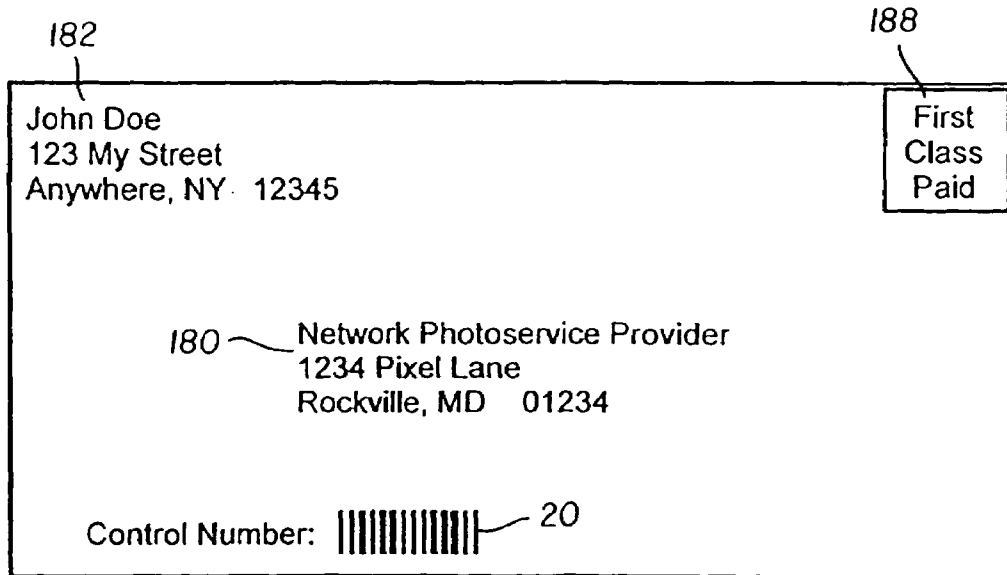 182
188
John Doe
123 My Street
Anywhere, NY 12345
First
Class
Paid
180
Network Photoservice Provider
1234 Pixel Lane
Rockville, MD 01234
Control Number:
20